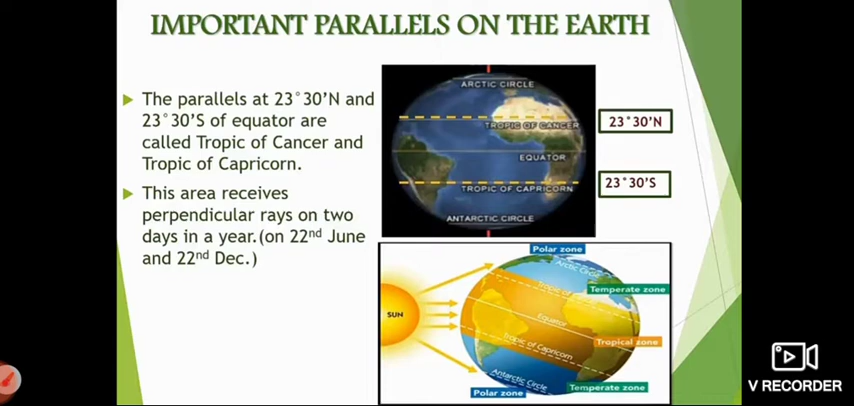 IMPORTANT PARALLELS ON THE EARTH
The parallels at 23°30'N and
23°30'S of equator are
called Tropic of Cancer and
Tropic of Capricorn.
This area receives
perpendicular rays on two
days in a year.(on 22nd June
and 22nd Dec.)
ARCTIC CIRCLE
TROPIC OF CANCER
EQUATOR
TROPIC OF CAPRICORN
ANTARCTIC CIRCLE
23°30'N
23°30'S
Polar zone
Arctic Circle
Temperate zone
SUN
Equator
Tropical zone
Tropic of Capricorn
Antarctic Circle
Temperate zone
Polar zone
V RECORDER